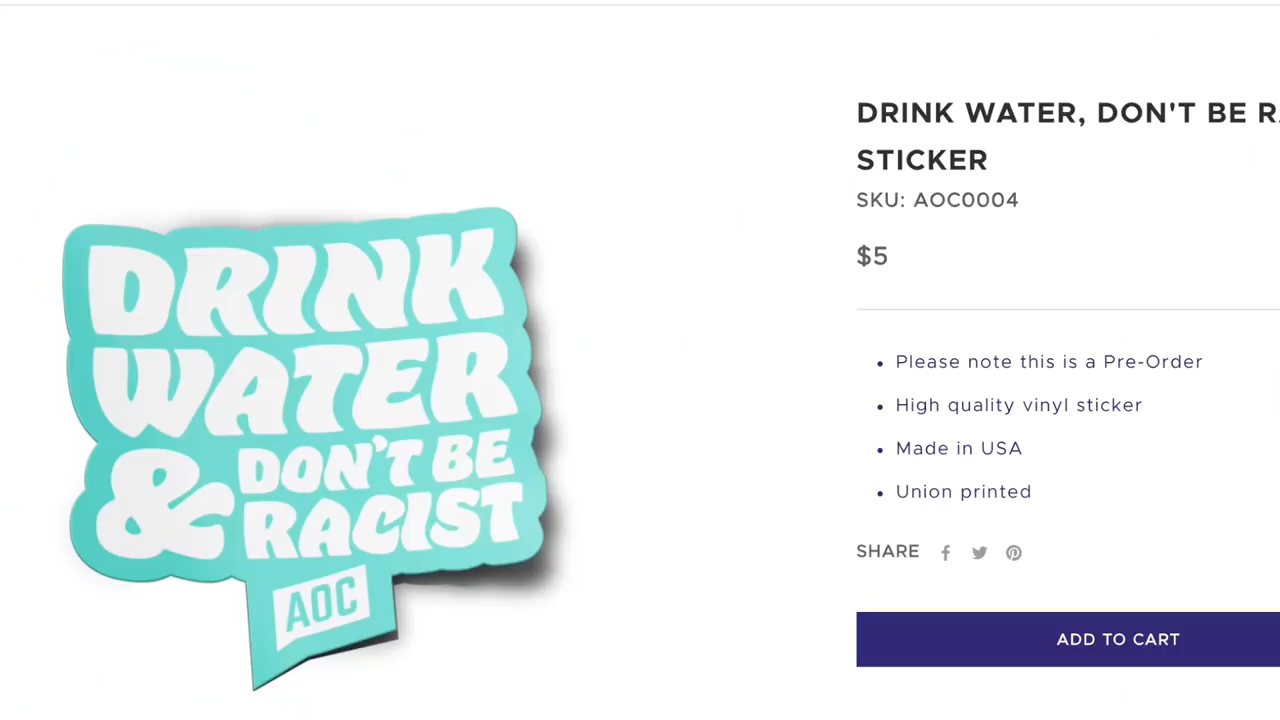 DRINK
WATER
& DON'T BE
RACIST
AOC
DRINK WATER, DON'T BE
STICKER
SKU: AOC0004
$5
Please note this is a Pre-Order
High quality vinyl sticker
Made in USA
Union printed
SHARE
ADD TO CART